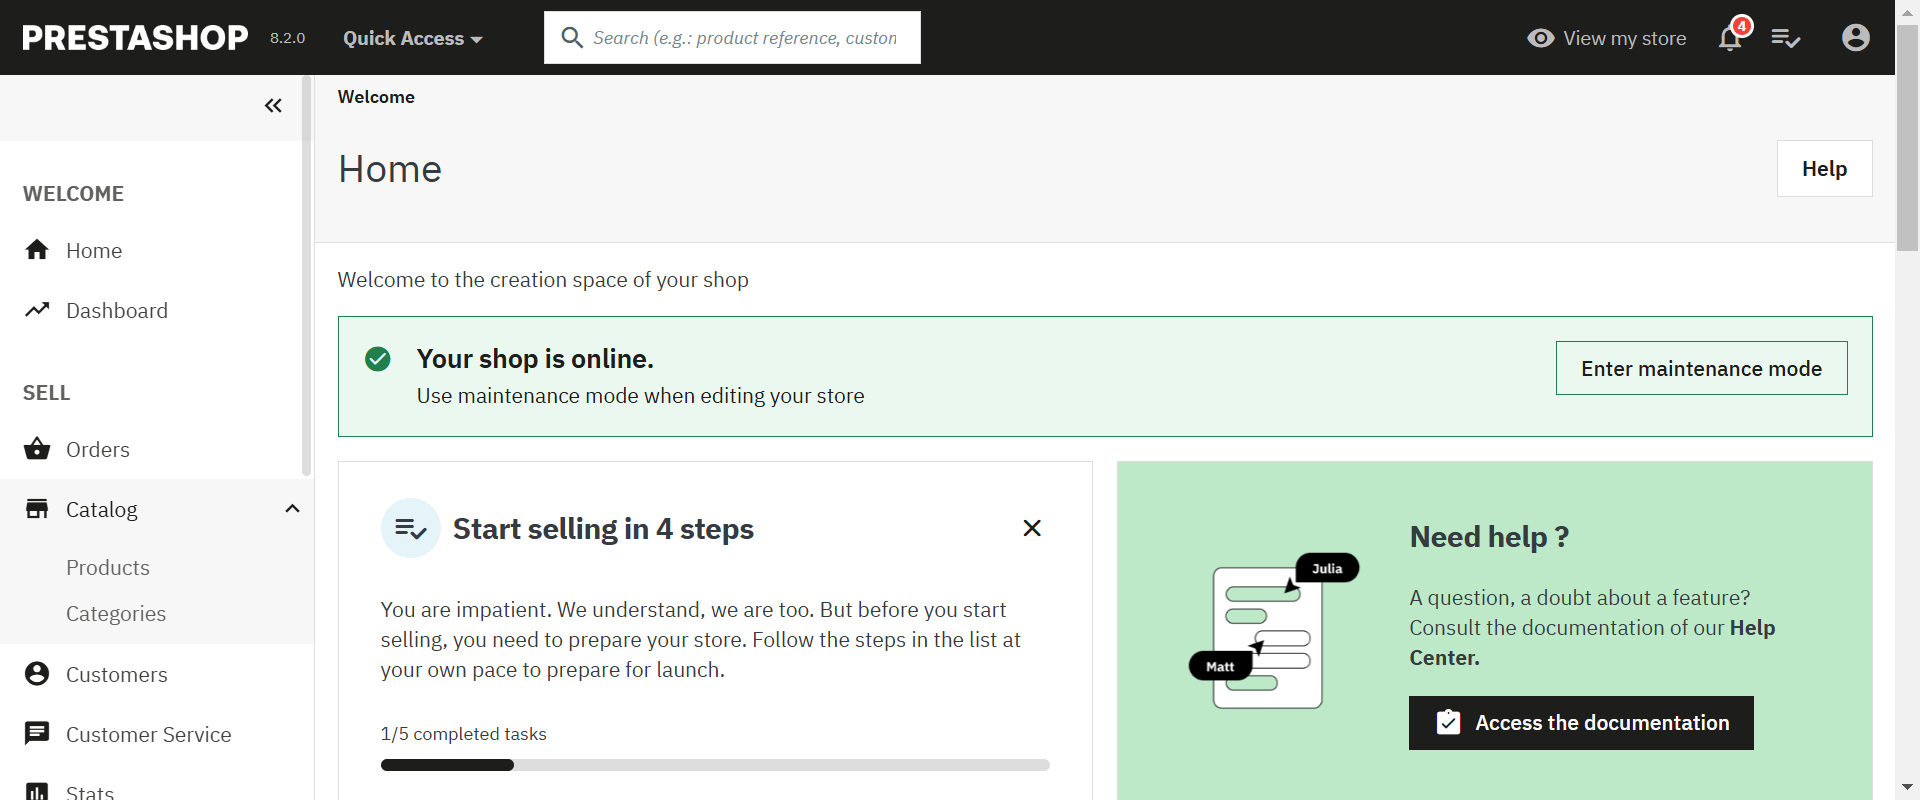 PRESTASHOP 8.2.0 Quick Access Search (e.g.: product reference, custon View my store 4
Welcome
Home
Help
WELCOME
Home
Dashboard
SELL
Orders
Catalog
Products
Categories
Customers
Customer Service
Stats
Welcome to the creation space of your shop
Your shop is online.
Use maintenance mode when editing your store
Enter maintenance mode
Start selling in 4 steps
You are impatient. We understand, we are too. But before you start
selling, you need to prepare your store. Follow the steps in the list at
your own pace to prepare for launch.
1/5 completed tasks
Julia
Matt
Need help ?
A question, a doubt about a feature?
Consult the documentation of our Help
Center.
Access the documentation